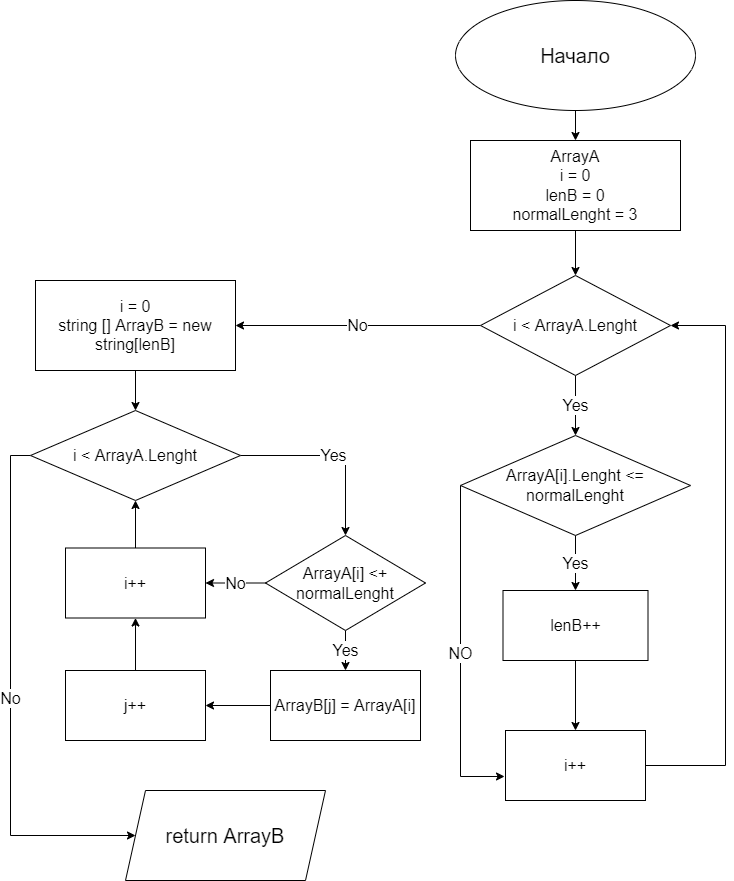 Начало
ArrayA
i = 0
lenB = 0
normalLenght = 3
i < ArrayA.Lenght
No
Yes
i = 0
string [] ArrayB = new
string[lenB]
i < ArrayA.Lenght
Yes
No
ArrayA[i].Lenght <=
normalLenght
Yes
NO
lenB++
i++
ArrayA[i] <+
normalLenght
No
Yes
i++
ArrayB[j] = ArrayA[i]
j++
return ArrayB